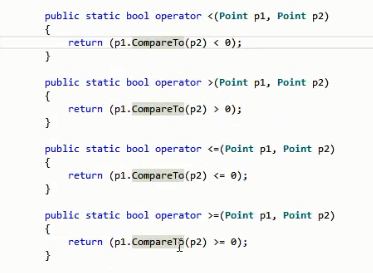 public static bool operator <(Point p1, Point p2)
{
return (p1.CompareTo(p2) < 0);
}
public static bool operator >(Point p1, Point p2)
{
return (p1.CompareTo(p2) > 0);
}
public static bool operator <=(Point p1, Point p2)
{
return (p1.CompareTo(p2) <= 0);
}
public static bool operator >=(Point p1, Point p2)
{
return (p1.CompareTo(p2) >= 0);
}